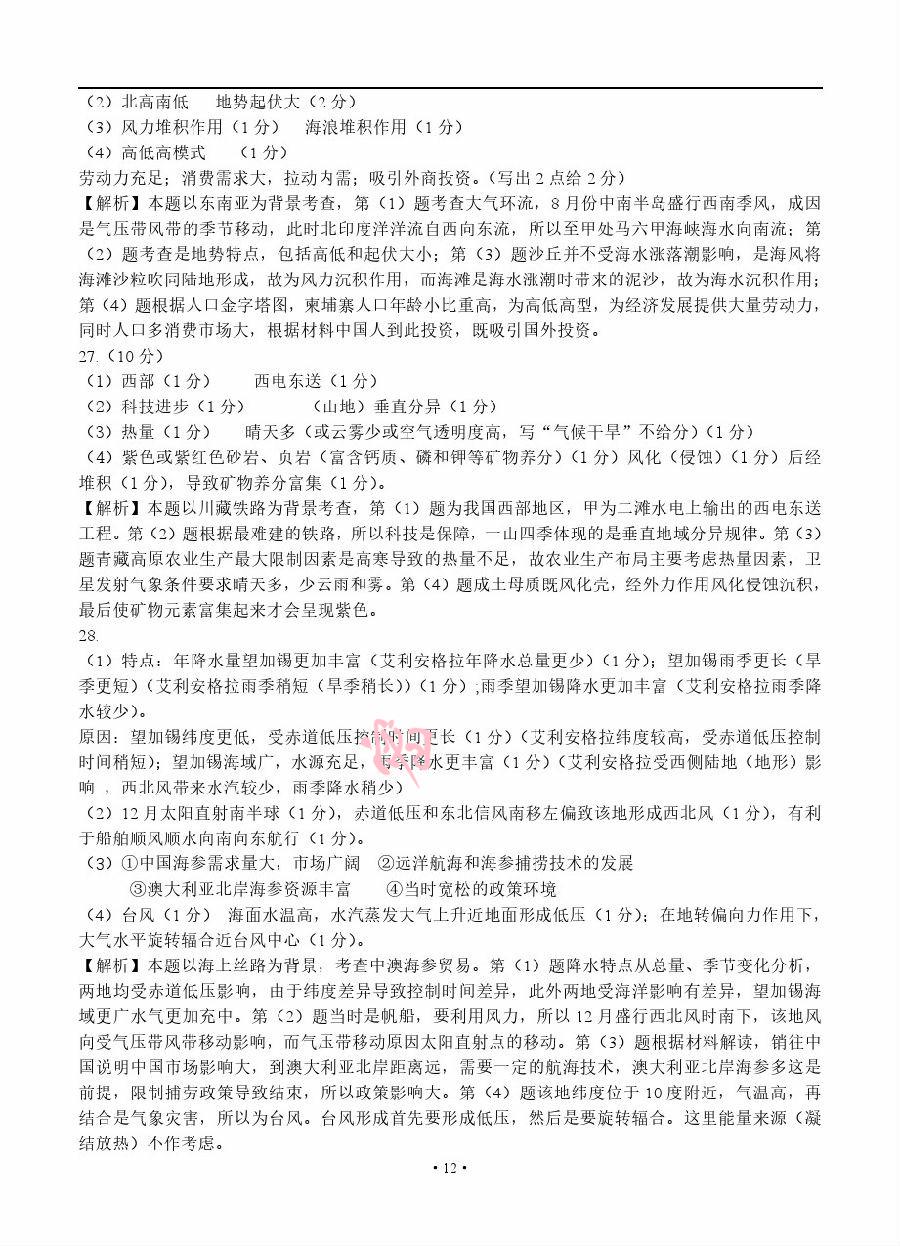 （2）北高南低　地势起伏大（2 分）
（3）风力堆积作用（1 分）　海浪堆积作用（1 分）
（4）高低高模式　（1 分）
劳动力充足；消费需求大，拉动内需；吸引外商投资。（写出 2 点给 2 分）
【解析】本题以东南亚为背景考查，第（1）题考查大气环流，8 月份中南半岛盛行西南季风，成因
是气压带风带的季节移动，此时北印度洋洋流自西向东流，所以至甲处马六甲海峡海水向南流；第
（2）题考查是地势特点，包括高低和起伏大小；第（3）题沙丘并不受海水涨落潮影响，是海风将
海滩沙粒吹同陆地形成，故为风力沉积作用，而海滩是海水涨潮时带来的泥沙，故为海水沉积作用；
第（4）题根据人口金字塔图，柬埔寨人口年龄小比重高，为高低高型，为经济发展提供大量劳动力，
同时人口多消费市场大，根据材料中国人到此投资，既吸引国外投资。
27.（10 分）
（1）西部（1 分）　　西电东送（1 分）
（2）科技进步（1 分）　　　（山地）垂直分异（1 分）
（3）热量（1 分）　晴天多（或云雾少或空气透明度高，写“气候干旱”不给分）（1 分）
（4）紫色或紫红色砂岩、页岩（富含钙质、磷和钾等矿物养分）（1 分）风化（侵蚀）（1 分）后经
堆积（1 分），导致矿物养分富集（1 分）。
【解析】本题以川藏铁路为背景考查，第（1）题为我国西部地区，甲为二滩水电上输出的西电东送
工程。第（2）题根据最难建的铁路，所以科技是保障，一山四季体现的是垂直地域分异规律。第（3）
题青藏高原农业生产最大限制因素是高寒导致的热量不足，故农业生产布局主要考虑热量因素，卫
星发射气象条件要求晴天多，少云雨和雾。第（4）题成土母质既风化壳，经外力作用风化侵蚀沉积，
最后使矿物元素富集起来才会呈现紫色。
28.
（1）特点：年降水量望加锡更加丰富（艾利安格拉年降水总量更少）（1 分）；望加锡雨季更长（旱
季更短）（艾利安格拉雨季稍短（旱季稍长））（1 分）;雨季望加锡降水更加丰富（艾利安格拉雨季降
水较少）。
原因：望加锡纬度更低，受赤道低压控制时间更长（1 分）（艾利安格拉纬度较高，受赤道低压控制
时间稍短）；望加锡海域广，水源充足，雨季降水更丰富（1 分）（艾利安格拉受西侧陆地（地形）影
响，西北风带来水汽较少，雨季降水稍少）
（2）12 月太阳直射南半球（1 分），赤道低压和东北信风南移左偏致该地形成西北风（1 分），有利
于船舶顺风顺水向南向东航行（1 分）。
（3）①中国海参需求量大，市场广阔　②远洋航海和海参捕捞技术的发展
③澳大利亚北岸海参资源丰富　　④当时宽松的政策环境
（4）台风（1 分）　海面水温高，水汽蒸发大气上升近地面形成低压（1 分）；在地转偏向力作用下，
大气水平旋转辐合近台风中心（1 分）。
【解析】本题以海上丝路为背景，考查中澳海参贸易。第（1）题降水特点从总量、季节变化分析，
两地均受赤道低压影响，由于纬度差异导致控制时间差异，此外两地受海洋影响有差异，望加锡海
域更广水气更加充中。第（2）题当时是帆船，要利用风力，所以 12 月盛行西北风时南下，该地风
向受气压带风带移动影响，而气压带移动原因太阳直射点的移动。第（3）题根据材料解读，销往中
国说明中国市场影响大，到澳大利亚北岸距离远，需要一定的航海技术，澳大利亚北岸海参多这是
前提，限制捕劳政策导致结束，所以政策影响大。第（4）题该地纬度位于 10 度附近，气温高，再
结合是气象灾害，所以为台风。台风形成首先要形成低压，然后是要旋转辐合。这里能量来源（凝
结放热）不作考虑。
·12·